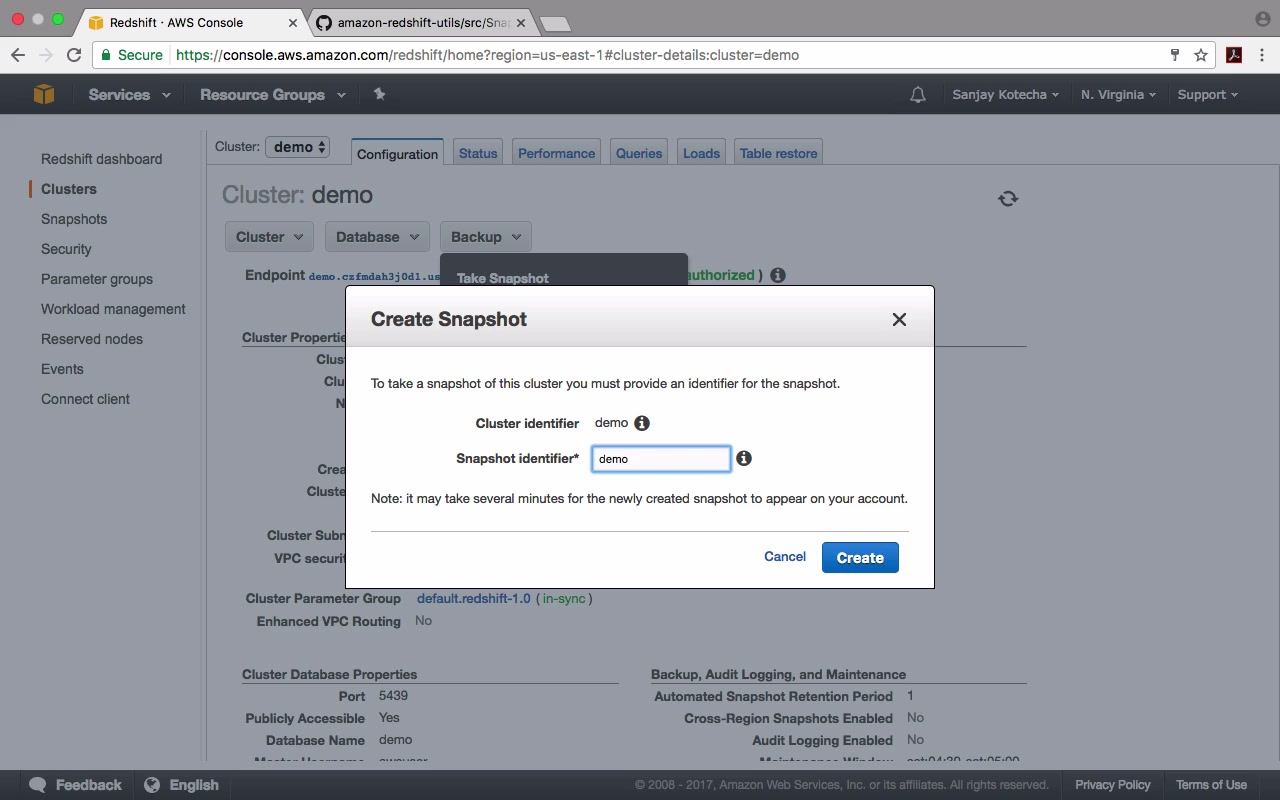 Redshift · AWS Console
amazon-redshift-utils/src/Sna
Secure https://console.aws.amazon.com/redshift/home?region=us-east-1#cluster-details:cluster=demo
Services Resource Groups Sanjay Kotecha N. Virginia Support
Redshift dashboard
Clusters
Snapshots
Security
Parameter groups
Workload management
Reserved nodes
Events
Connect client
Cluster: demo Configuration Status Performance Queries Loads Table restore
Cluster: demo
Cluster Database Backup
Take Snapshot
Endpoint demo.czfmdah3j0d1.us uthorized )
Cluster Propertie
Clus
Clu
N
Crea
Cluste
Cluster Subn
VPC securit
Create Snapshot
To take a snapshot of this cluster you must provide an identifier for the snapshot.
Cluster identifier demo
Snapshot identifier* demo
Note: it may take several minutes for the newly created snapshot to appear on your account.
Cancel Create
Cluster Parameter Group default.redshift-1.0 ( in-sync )
Enhanced VPC Routing No
Cluster Database Properties
Port 5439
Publicly Accessible Yes
Database Name demo
Backup, Audit Logging, and Maintenance
Automated Snapshot Retention Period 1
Cross-Region Snapshots Enabled No
Audit Logging Enabled No
Feedback English © 2008 - 2017, Amazon Web Services, Inc. or its affiliates. All rights reserved. Privacy Policy Terms of Use